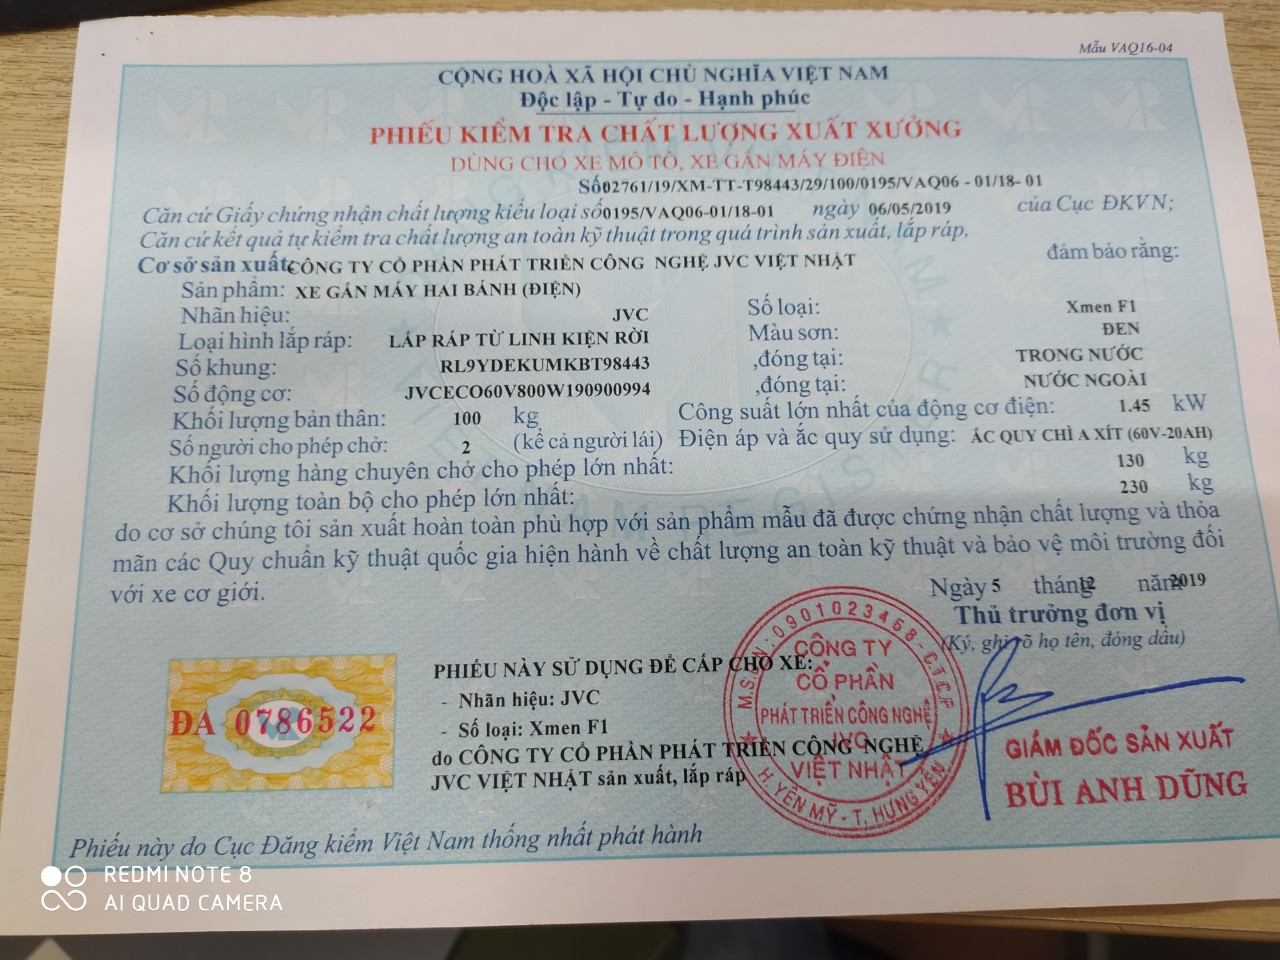 Mẫu VAQ16-04
CỘNG HOÀ XÃ HỘI CHỦ NGHĨA VIỆT NAM
Độc lập - Tự do - Hạnh phúc
PHIẾU KIỂM TRA CHẤT LƯỢNG XUẤT XƯỞNG
DÙNG CHO XE MÔ TÔ, XE GẮN MÁY ĐIỆN
Số: 02761/19/XM-TT-T98443/29/100/0195/VAQ06 - 01/18- 01
Căn cứ Giấy chứng nhận chất lượng kiểu loại số 0195/VAQ06-01/18-01 ngày 06/05/2019 của Cục ĐKVN;
Căn cứ kết quả tự kiểm tra chất lượng an toàn kỹ thuật trong quá trình sản xuất, lắp ráp,
Cơ sở sản xuất: CÔNG TY CỔ PHẦN PHÁT TRIỂN CÔNG NGHỆ JVC VIỆT NHẬT đảm bảo rằng:
Sản phẩm: XE GẮN MÁY HAI BÁNH (ĐIỆN)
Nhãn hiệu: JVC Số loại: Xmen F1
Loại hình lắp ráp: LẮP RÁP TỪ LINH KIỆN RỜI Màu sơn: ĐEN
Số khung: RL9YDEKUMKBT98443 ,đóng tại: TRONG NƯỚC
Số động cơ: JVCECO60V800W190900994 ,đóng tại: NƯỚC NGOÀI
Khối lượng bản thân: 100 kg Công suất lớn nhất của động cơ điện: 1.45 kW
Số người cho phép chở: 2 (kể cả người lái) Điện áp và ắc quy sử dụng: ẮC QUY CHÌ A XÍT (60V-20AH)
Khối lượng hàng chuyên chở cho phép lớn nhất: 130 kg
Khối lượng toàn bộ cho phép lớn nhất: 230 kg
do cơ sở chúng tôi sản xuất hoàn toàn phù hợp với sản phẩm mẫu đã được chứng nhận chất lượng và thỏa
mãn các Quy chuẩn kỹ thuật quốc gia hiện hành về chất lượng an toàn kỹ thuật và bảo vệ môi trường đối
với xe cơ giới.
Ngày 5 tháng 12 năm 2019
Thủ trưởng đơn vị
(Ký, ghi rõ họ tên, đóng dấu)
PHIẾU NÀY SỬ DỤNG ĐỂ CẤP CHO XE:
- Nhãn hiệu: JVC
- Số loại: Xmen F1
do CÔNG TY CỔ PHẦN PHÁT TRIỂN CÔNG NGHỆ
JVC VIỆT NHẬT sản xuất, lắp ráp
ĐA 0786522
M.S.D.N: 0901023468 - C.T.C.P
CÔNG TY
CỔ PHẦN
PHÁT TRIỂN CÔNG NGHỆ
JVC
VIỆT NHẬT
H. YÊN MỸ - T. HƯNG YÊN
GIÁM ĐỐC SẢN XUẤT
BÙI ANH DŨNG
Phiếu này do Cục Đăng kiểm Việt Nam thống nhất phát hành
REDMI NOTE 8
AI QUAD CAMERA